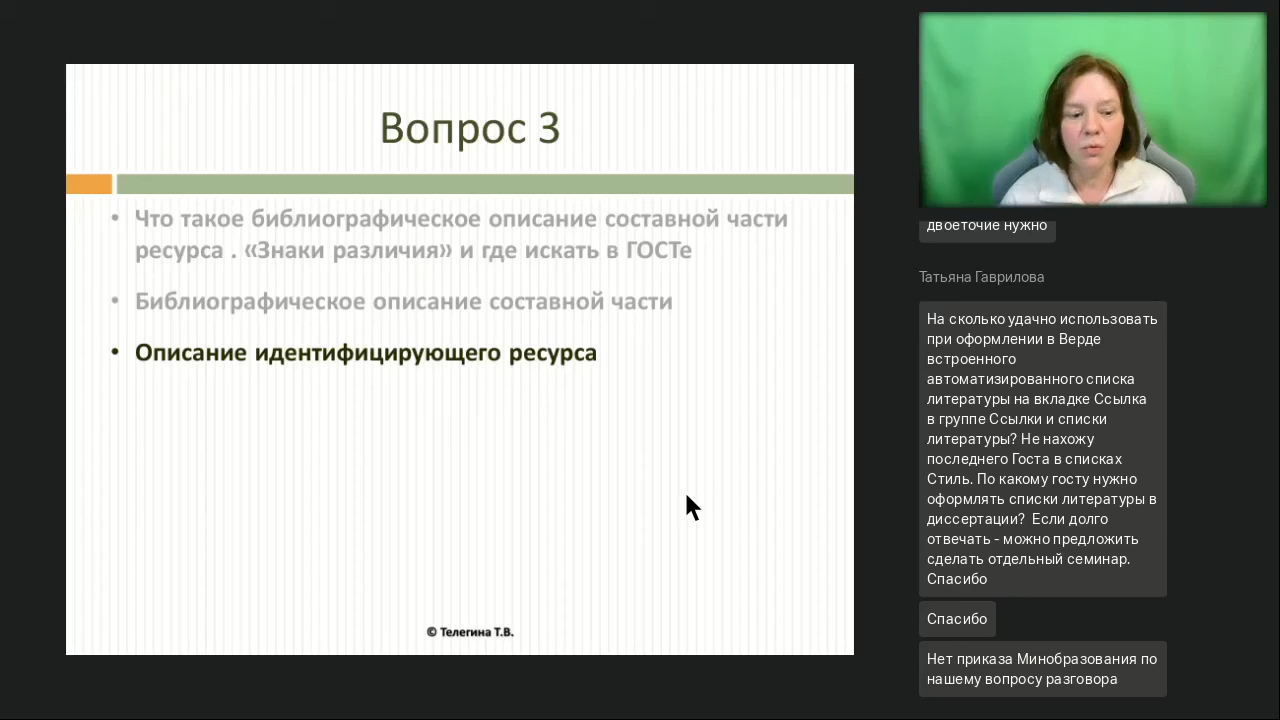 Вопрос 3
• Что такое библиографическое описание составной части
ресурса . «Знаки различия» и где искать в ГОСТе
• Библиографическое описание составной части
• Описание идентифицирующего ресурса
© Телегина Т.В.
двоеточие нужно
Татьяна Гаврилова
На сколько удачно использовать
при оформлении в Верде
встроенного
автоматизированного списка
литературы на вкладке Ссылка
в группе Ссылки и списки
литературы? Не нахожу
последнего Госта в списках
Стиль. По какому госту нужно
оформлять списки литературы в
диссертации? Если долго
отвечать - можно предложить
сделать отдельный семинар.
Спасибо
Спасибо
Нет приказа Минобразования по
нашему вопросу разговора